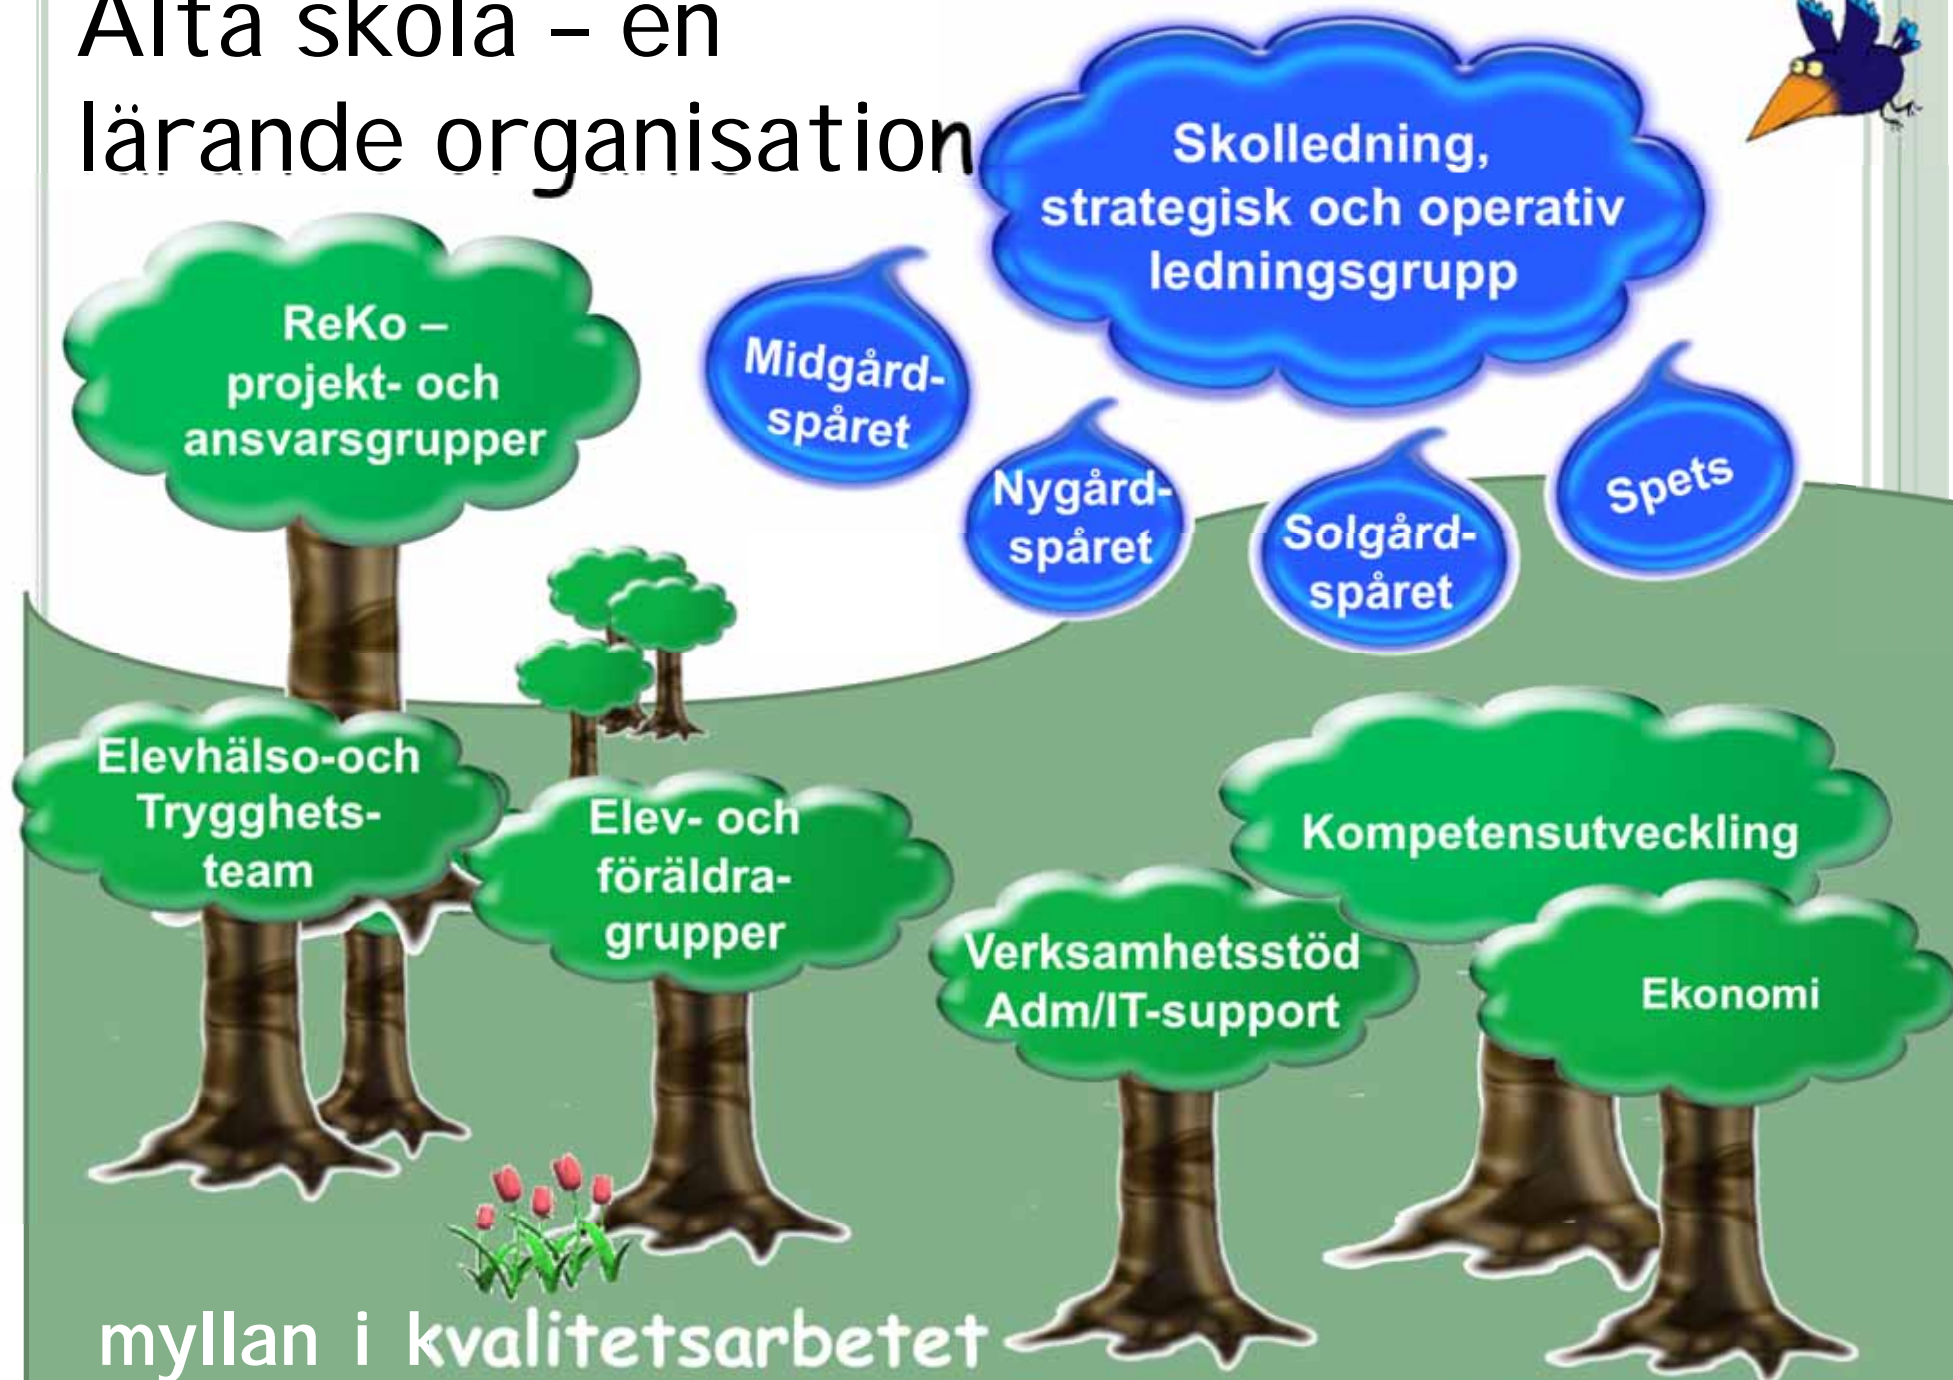 Älta skola – en
lärande organisation
Skolledning,
strategisk och operativ
ledningsgrupp
ReKo –
projekt- och
ansvarsgrupper
Midgård-
spåret
Nygård-
spåret
Solgård-
spåret
Spets
Elevhälso-och
Trygghets-
team
Elev- och
föräldra-
grupper
Kompetensutveckling
Verksamhetsstöd
Adm/IT-support
Ekonomi
myllan i kvalitetsarbetet